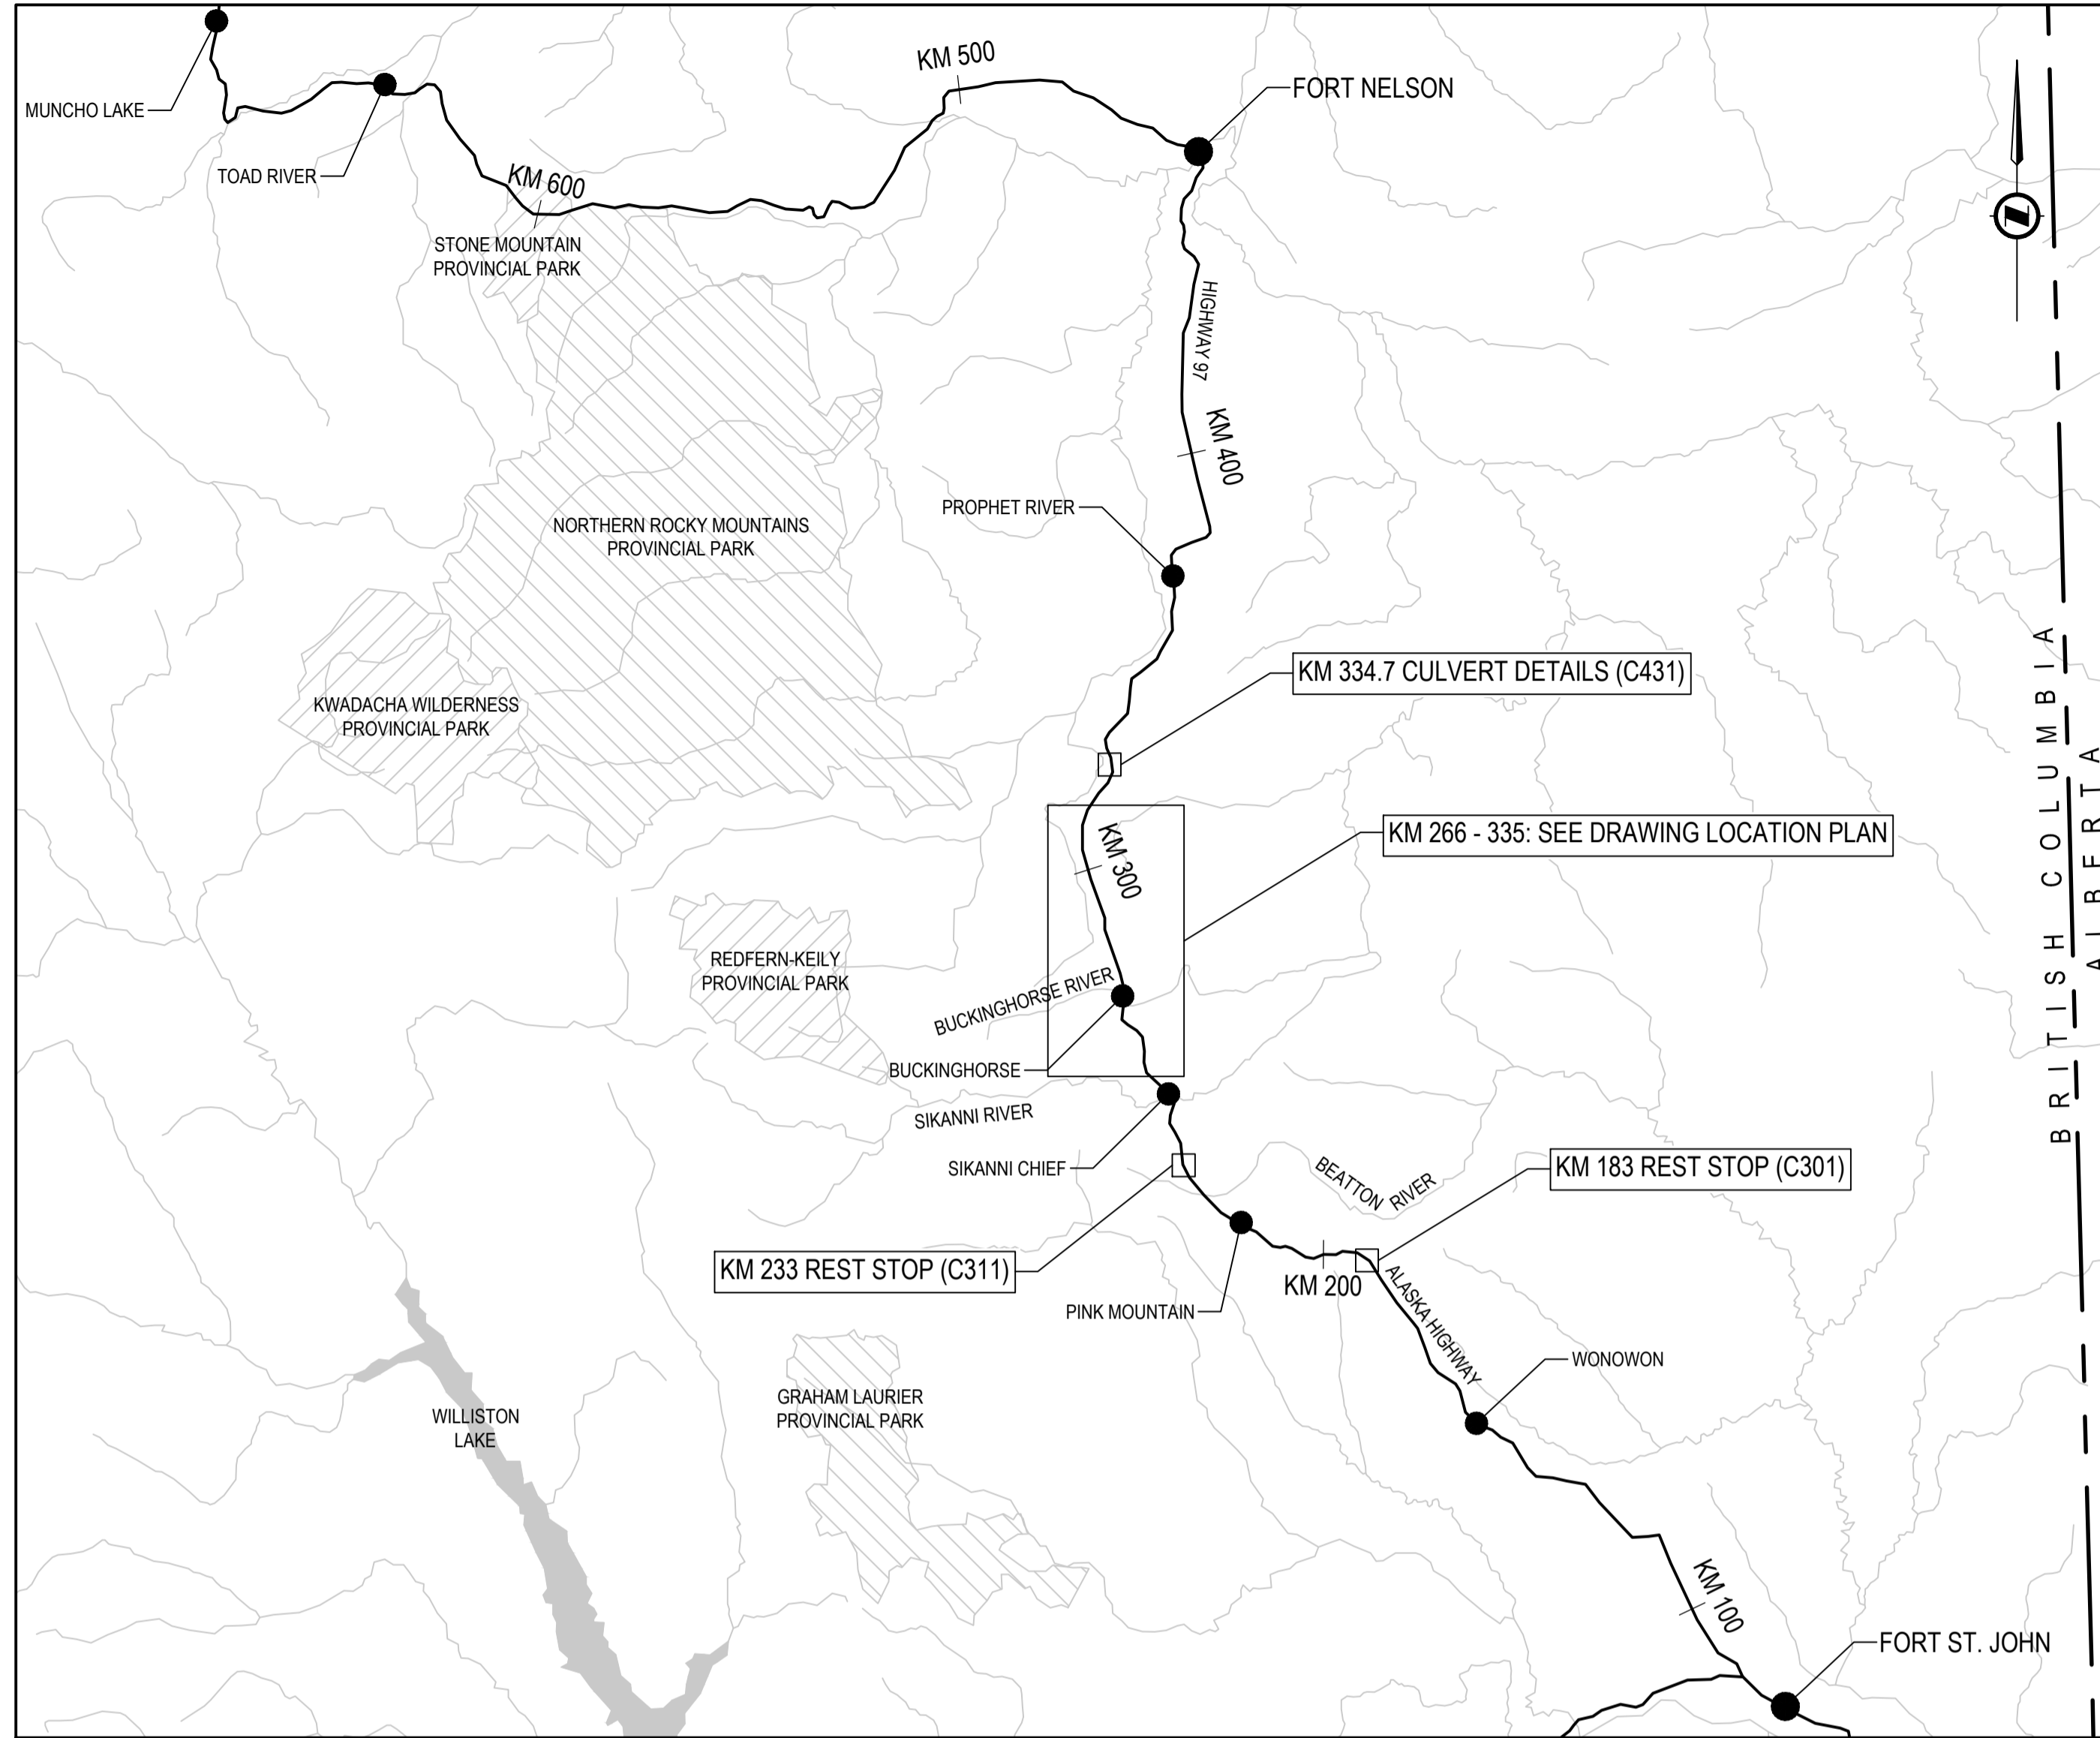 KM 500
FORT NELSON
MUNCHO LAKE
TOAD RIVER
KM 600
N
STONE MOUNTAIN
PROVINCIAL PARK
HIGHWAY 97
KM 400
PROPHET RIVER
NORTHERN ROCKY MOUNTAINS
PROVINCIAL PARK
KM 334.7 CULVERT DETAILS (C431)
KWADACHA WILDERNESS
PROVINCIAL PARK
KM 266 - 335: SEE DRAWING LOCATION PLAN
KM 300
BRITISH COLUMBIA
ALBERTA
REDFERN-KEILY
PROVINCIAL PARK
BUCKINGHORSE RIVER
BUCKINGHORSE
SIKANNI RIVER
SIKANNI CHIEF
BEATTON RIVER
KM 183 REST STOP (C301)
KM 233 REST STOP (C311)
KM 200
PINK MOUNTAIN
ALASKA HIGHWAY
WONOWON
GRAHAM LAURIER
PROVINCIAL PARK
WILLISTON
LAKE
KM 100
FORT ST. JOHN